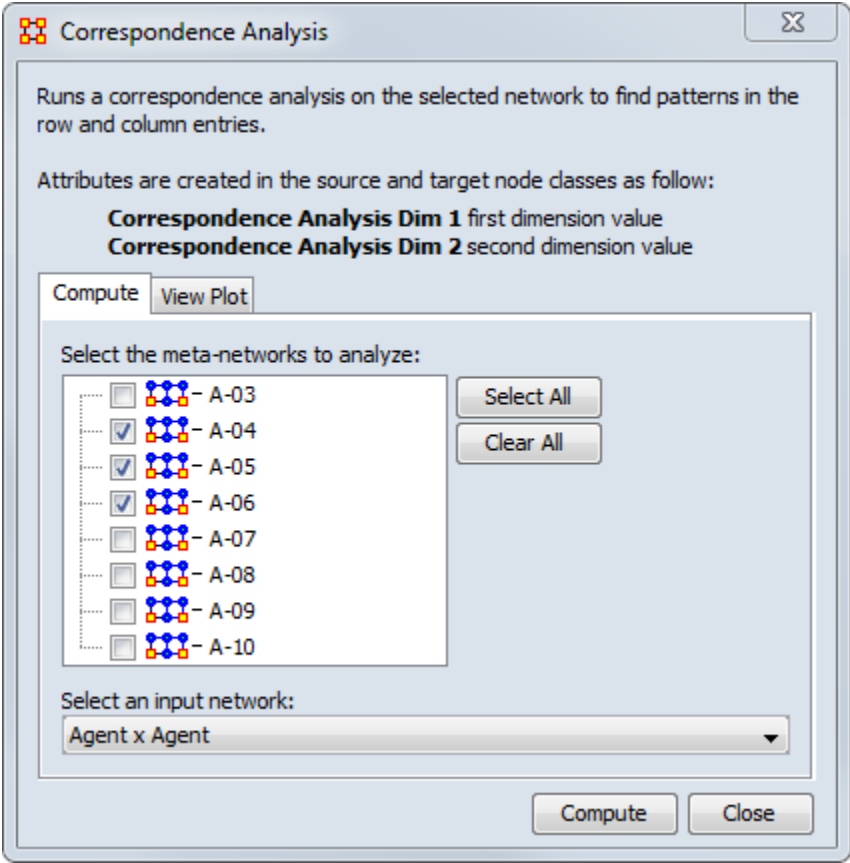 Correspondence Analysis
Runs a correspondence analysis on the selected network to find patterns in the
row and column entries.
Attributes are created in the source and target node classes as follow:
Correspondence Analysis Dim 1 first dimension value
Correspondence Analysis Dim 2 second dimension value
Compute View Plot
Select the meta-networks to analyze:
A-03
A-04
A-05
A-06
A-07
A-08
A-09
A-10
Select All
Clear All
Select an input network:
Agent x Agent
Compute Close